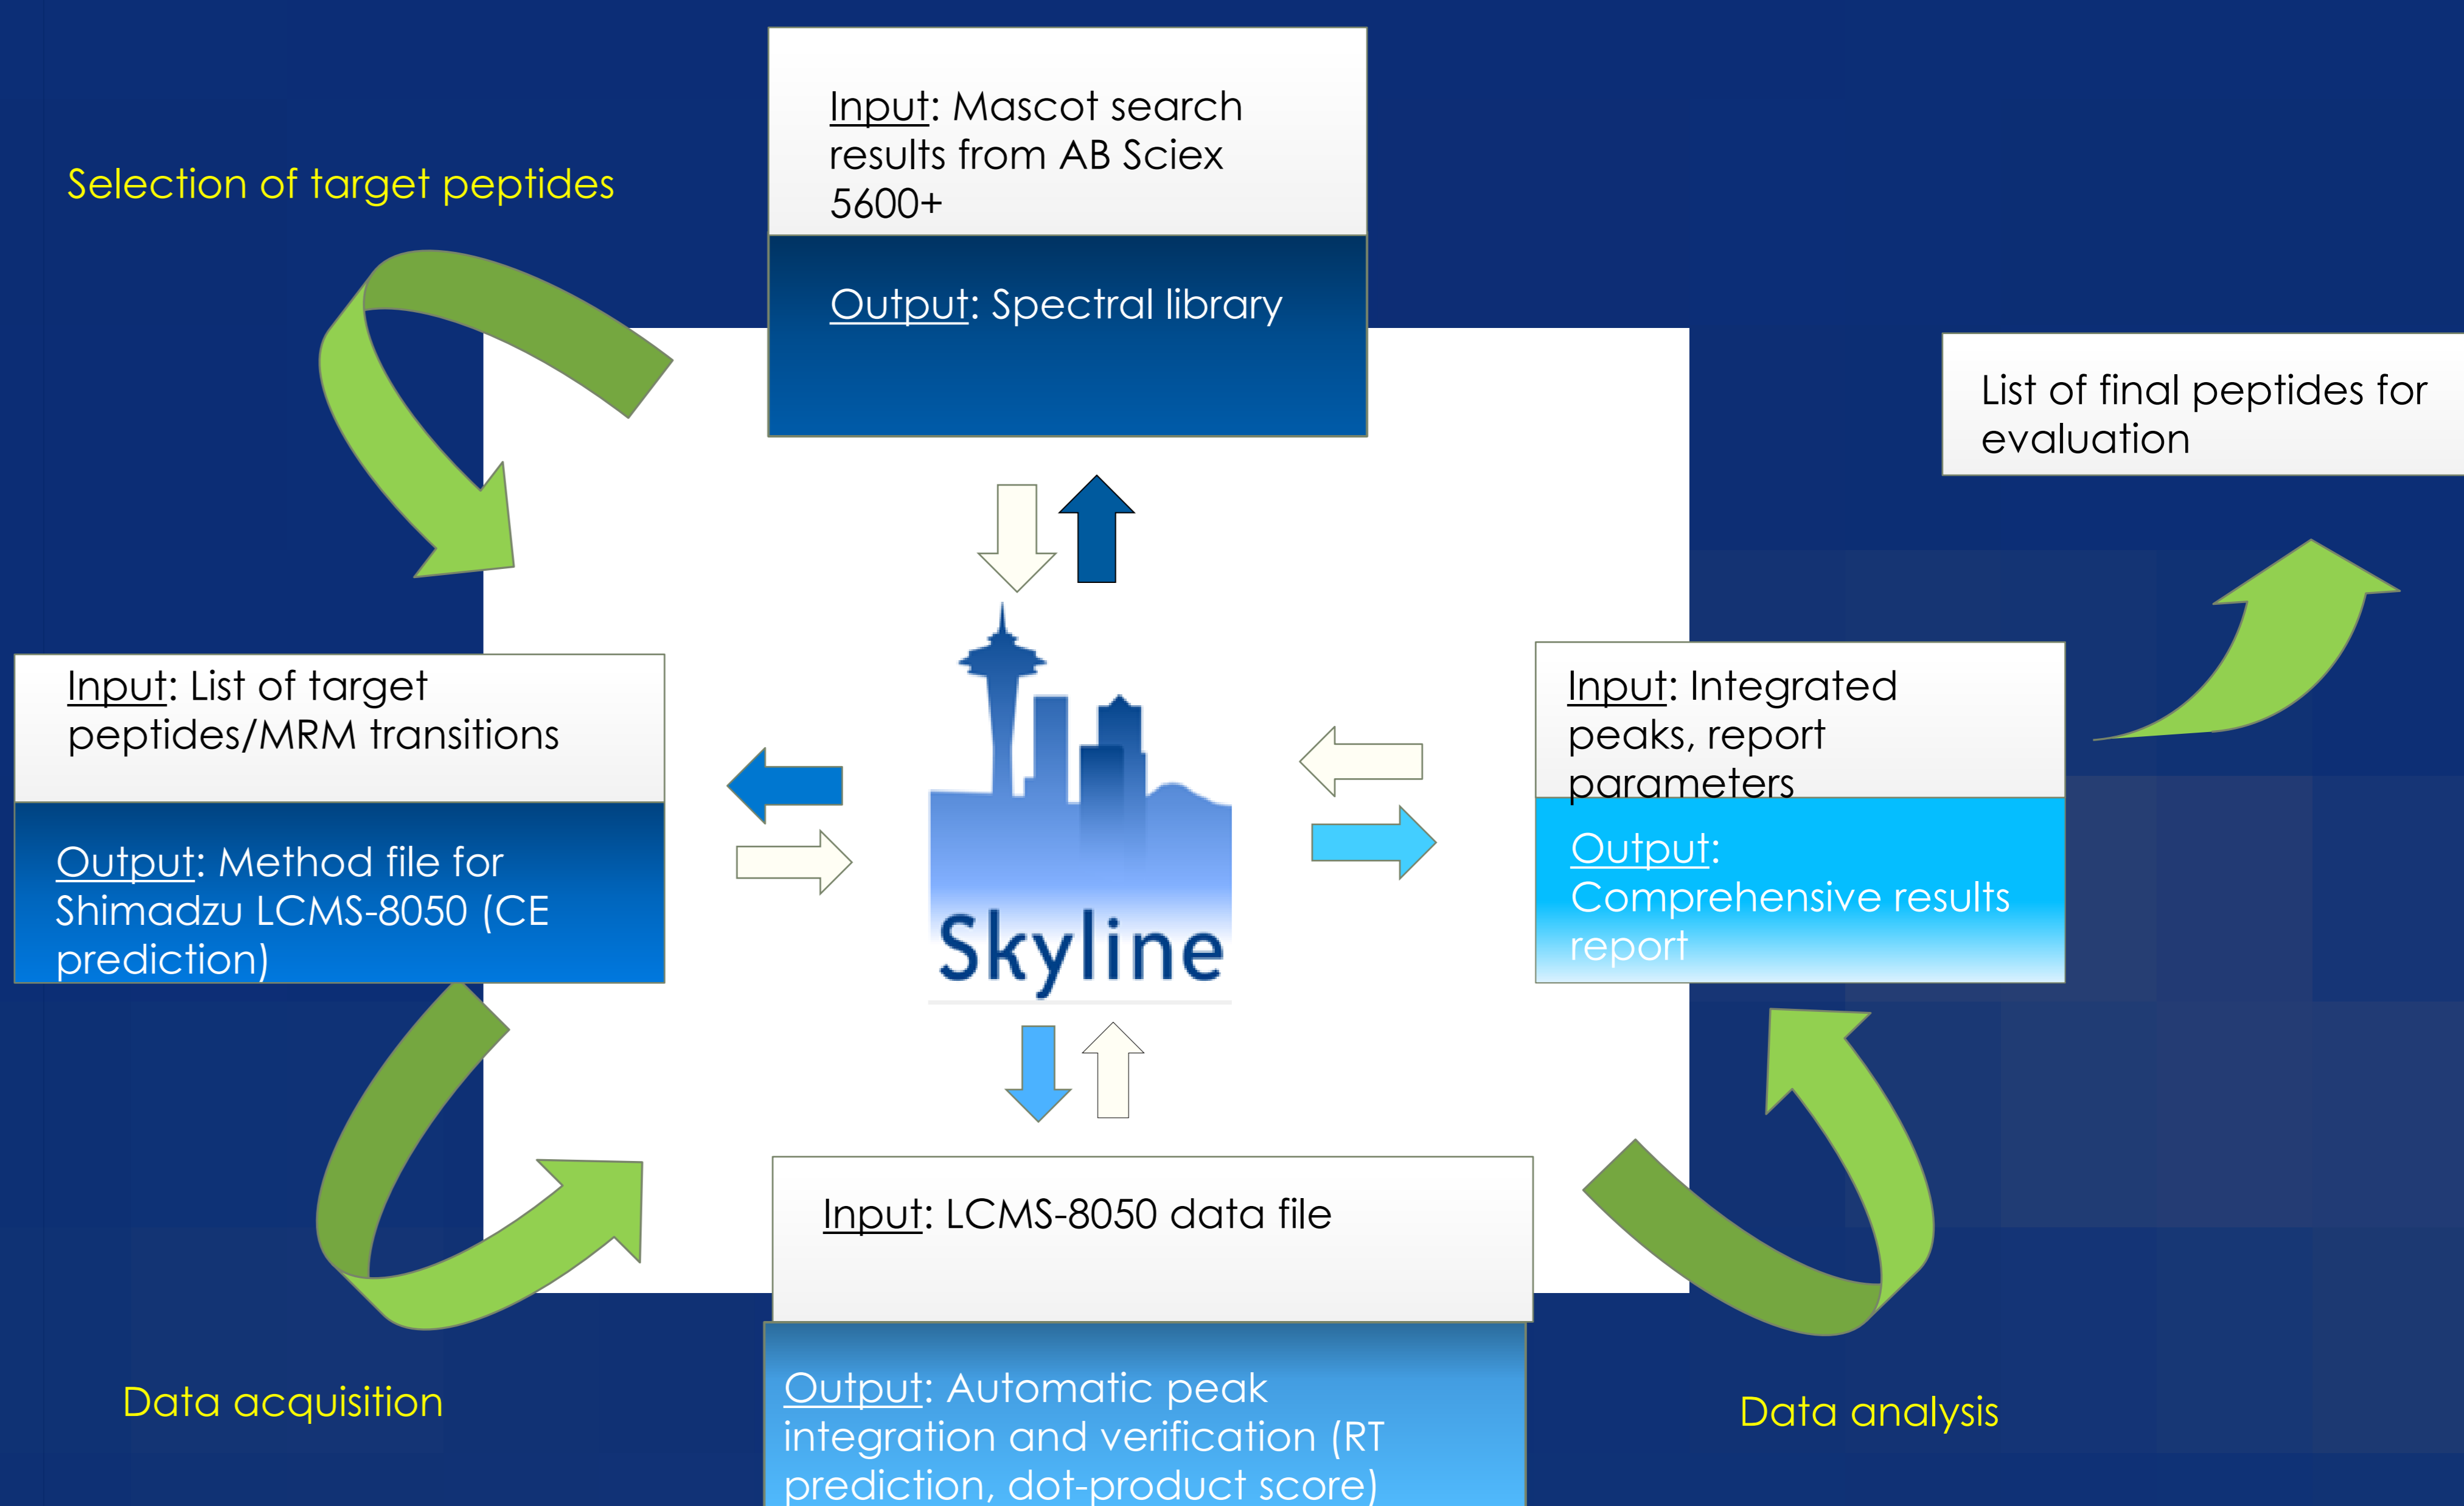 Selection of target peptides
Input: Mascot search
results from AB Sciex
5600+
Output: Spectral library
List of final peptides for
evaluation
Input: List of target
peptides/MRM transitions
Output: Method file for
Shimadzu LCMS-8050 (CE
prediction)
Skyline
Input: Integrated
peaks, report
parameters
Output:
Comprehensive results
report
Input: LCMS-8050 data file
Output: Automatic peak
integration and verification (RT
prediction, dot-product score)
Data acquisition
Data analysis